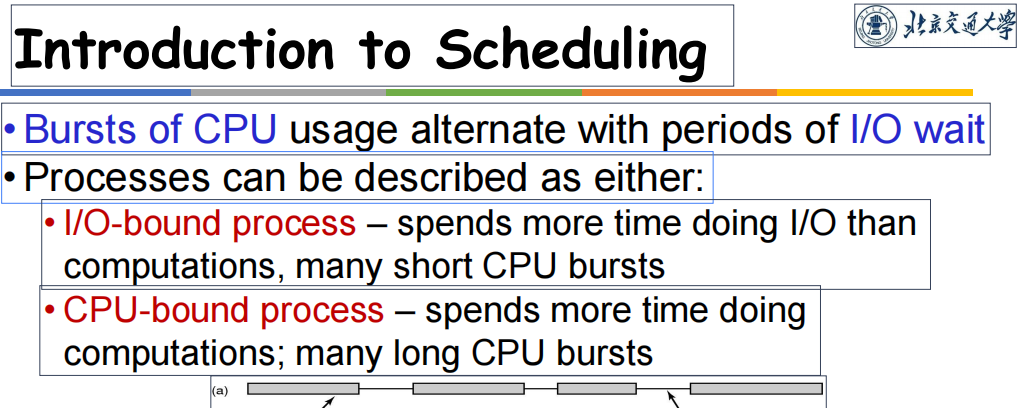 Introduction to Scheduling
北京交通大学
• Bursts of CPU usage alternate with periods of I/O wait
• Processes can be described as either:
• I/O-bound process – spends more time doing I/O than
computations, many short CPU bursts
• CPU-bound process – spends more time doing
computations; many long CPU bursts
(a)